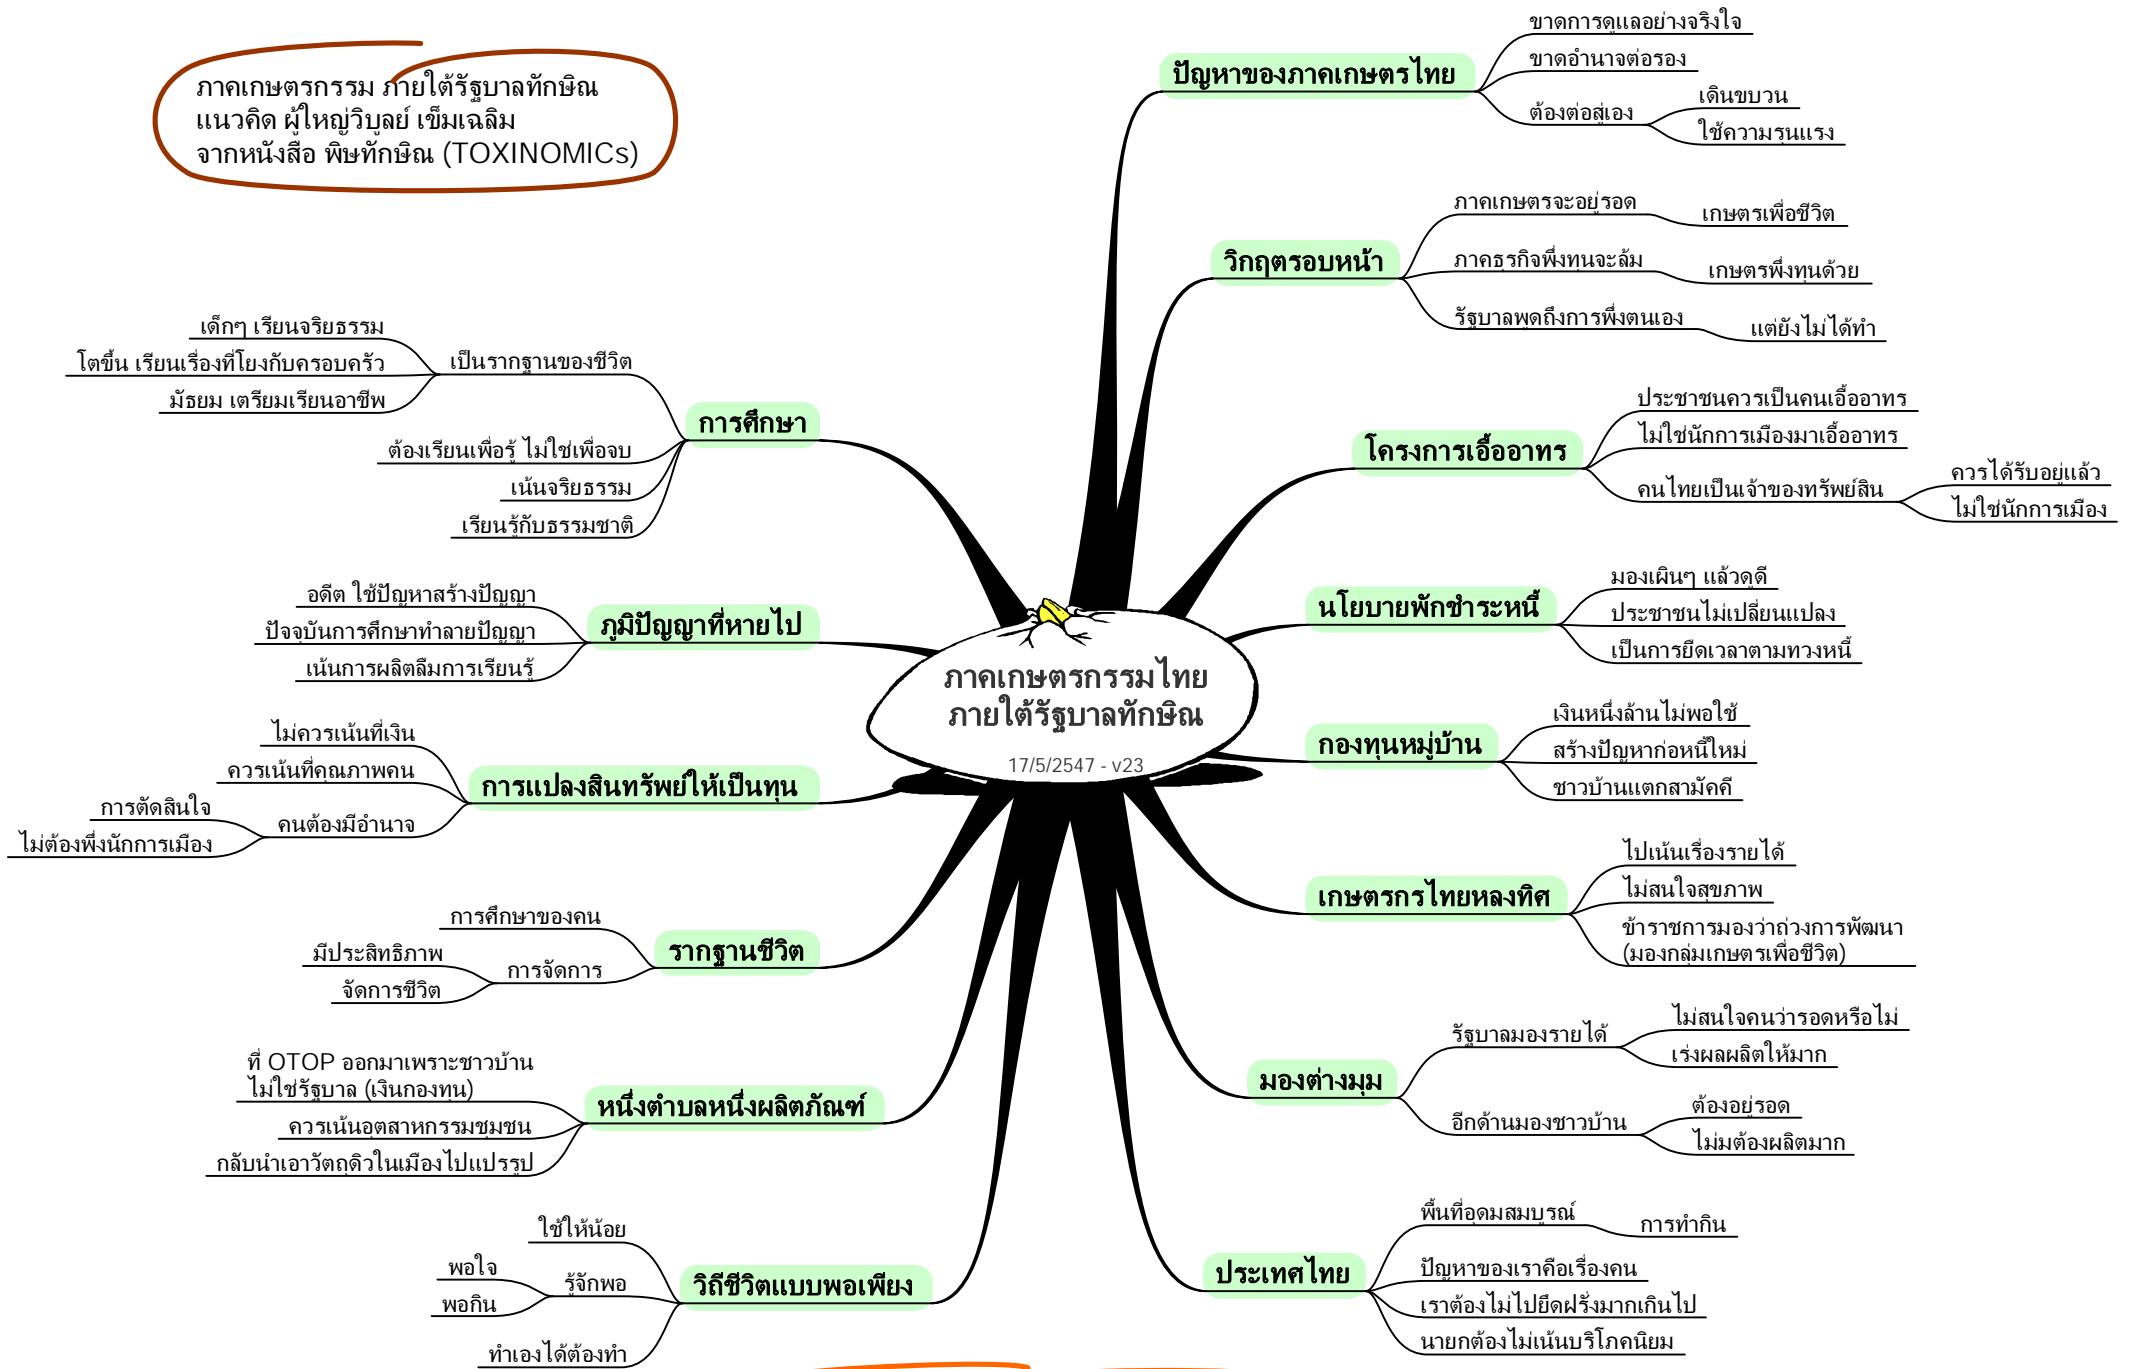 ภาคเกษตรกรรม ภายใต้รัฐบาลทักษิณ
แนวคิด ผู้ใหญ่วิบูลย์ เข็มเฉลิม
จากหนังสือ พิษทักษิณ (TOXINOMICs)
ภาคเกษตรกรรมไทย
ภายใต้รัฐบาลทักษิณ
17/5/2547 - v23
ปัญหาของภาคเกษตรไทย
ขาดการดูแลอย่างจริงใจ
ขาดอำนาจต่อรอง
ต้องต่อสู้เอง
เดินขบวน
ใช้ความรุนแรง
วิกฤตรอบหน้า
ภาคเกษตรจะอยู่รอด
เกษตรเพื่อชีวิต
ภาคธุรกิจพึ่งทุนจะล้ม
เกษตรพึ่งทุนด้วย
รัฐบาลพูดถึงการพึ่งตนเอง
แต่ยังไม่ได้ทำ
โครงการเอื้ออาทร
ประชาชนควรเป็นคนเอื้ออาทร
ไม่ใช่นักการเมืองมาเอื้ออาทร
คนไทยเป็นเจ้าของทรัพย์สิน
ควรได้รับอยู่แล้ว
ไม่ใช่นักการเมือง
นโยบายพักชำระหนี้
มองเผินๆ แล้วดูดี
ประชาชนไม่เปลี่ยนแปลง
เป็นการยืดเวลาตามทวงหนี้
กองทุนหมู่บ้าน
เงินหนึ่งล้านไม่พอใช้
สร้างปัญหาก่อหนี้ใหม่
ชาวบ้านแตกสามัคคี
เกษตรกรไทยหลงทิศ
ไปเน้นเรื่องรายได้
ไม่สนใจสุขภาพ
ข้าราชการมองว่าถ่วงการพัฒนา
(มองกลุ่มเกษตรเพื่อชีวิต)
มองต่างมุม
รัฐบาลมองรายได้
ไม่สนใจคนว่ารอดหรือไม่
เร่งผลผลิตให้มาก
อีกด้านมองชาวบ้าน
ต้องอยู่รอด
ไม่มต้องผลิตมาก
ประเทศไทย
พื้นที่อุดมสมบูรณ์
การทำกิน
ปัญหาของเราคือเรื่องคน
เราต้องไม่ไปยึดฝรั่งมากเกินไป
นายกต้องไม่เน้นบริโภคนิยม
การศึกษา
เป็นรากฐานของชีวิต
เด็กๆ เรียนจริยธรรม
โตขึ้น เรียนเรื่องที่โยงกับครอบครัว
มัธยม เตรียมเรียนอาชีพ
ต้องเรียนเพื่อรู้ ไม่ใช่เพื่อจบ
เน้นจริยธรรม
เรียนรู้กับธรรมชาติ
ภูมิปัญญาที่หายไป
อดีต ใช้ปัญหาสร้างปัญญา
ปัจจุบันการศึกษาทำลายปัญญา
เน้นการผลิตลืมการเรียนรู้
การแปลงสินทรัพย์ให้เป็นทุน
ไม่ควรเน้นที่เงิน
ควรเน้นที่คุณภาพคน
คนต้องมีอำนาจ
การตัดสินใจ
ไม่ต้องพึ่งนักการเมือง
รากฐานชีวิต
การศึกษาของคน
การจัดการ
มีประสิทธิภาพ
จัดการชีวิต
หนึ่งตำบลหนึ่งผลิตภัณฑ์
ที่ OTOP ออกมาเพราะชาวบ้าน
ไม่ใช่รัฐบาล (เงินกองทุน)
ควรเน้นอุตสาหกรรมชุมชน
กลับนำเอาวัตถุดิวในเมืองไปแปรรูป
วิถีชีวิตแบบพอเพียง
ใช้ให้น้อย
รู้จักพอ
พอใจ
พอกิน
ทำเองได้ต้องทำ